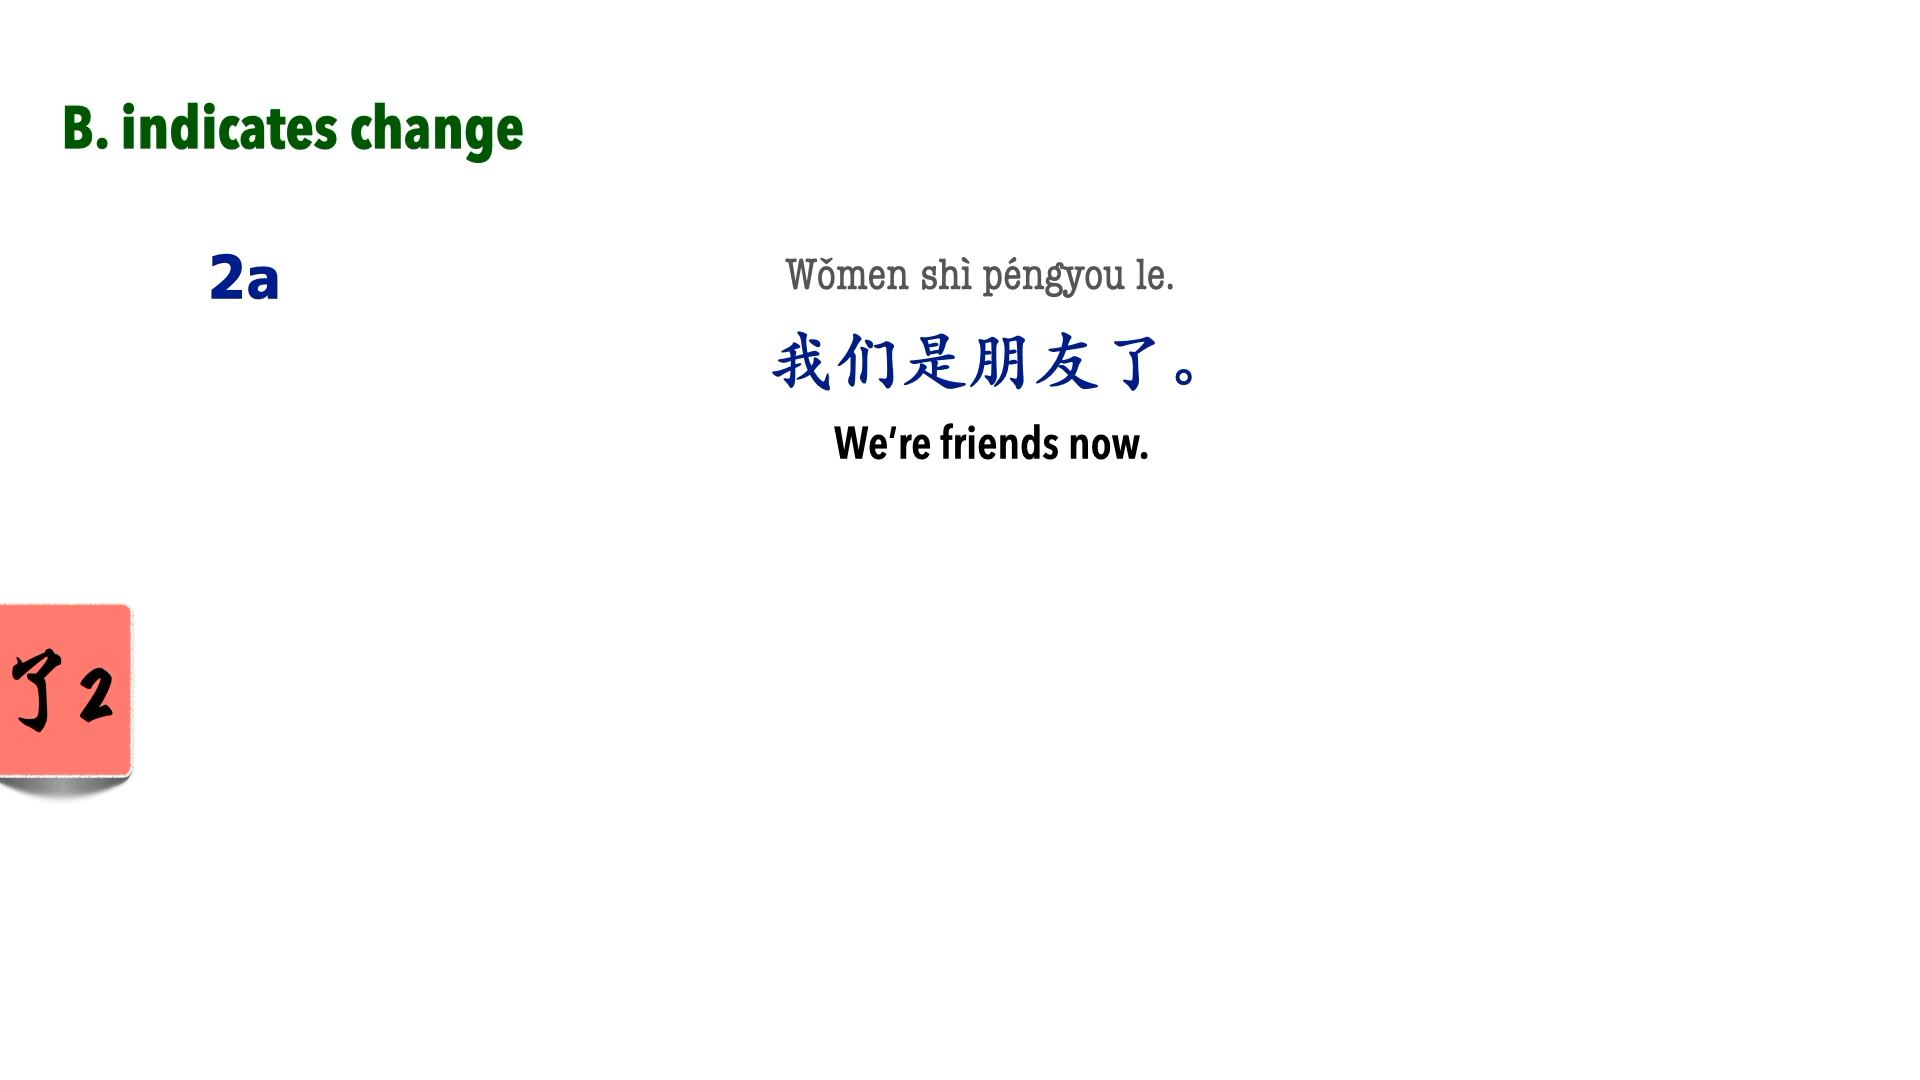 B. indicates change
2a
Wǒmen shì péngyou le.
我们是朋友了。
We’re friends now.
了2